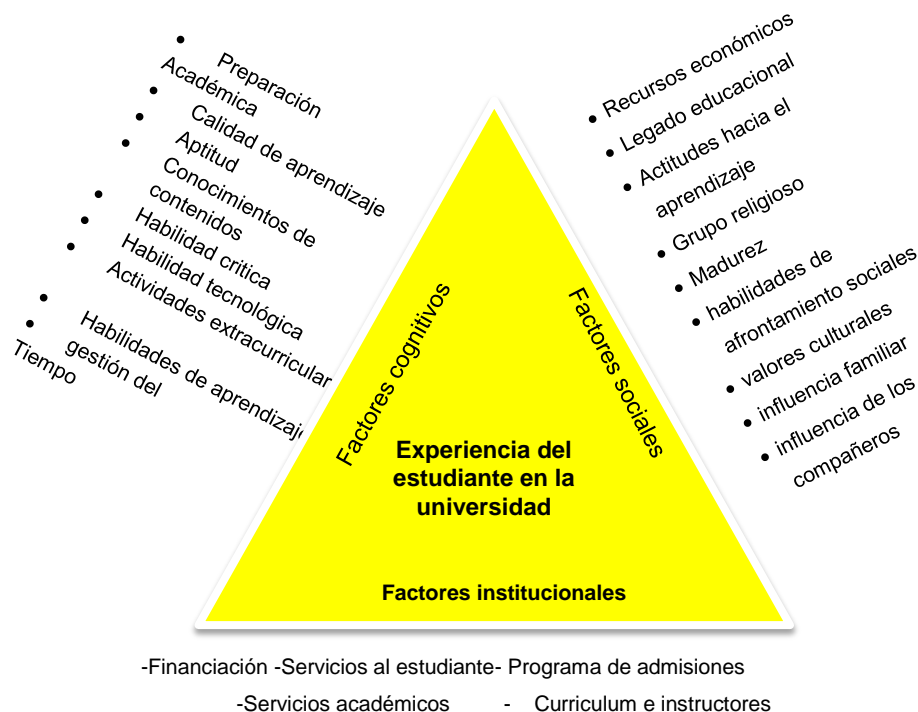 • Preparación
Académica
• Calidad de aprendizaje
• Aptitud
• Conocimientos de
contenidos
• Habilidad critica
• Habilidad tecnológica
• Actividades extracurricular
• Habilidades de aprendizaje
• gestión del
Tiempo
Factores cognitivos
• Recursos económicos
• Legado educacional
• Actitudes hacia el
aprendizaje
• Grupo religioso
• Madurez
• habilidades de
afrontamiento sociales
• valores culturales
• influencia familiar
• influencia de los
compañeros
Factores sociales
Experiencia del
estudiante en la
universidad
Factores institucionales
-Financiación -Servicios al estudiante- Programa de admisiones
-Servicios académicos - Curriculum e instructores